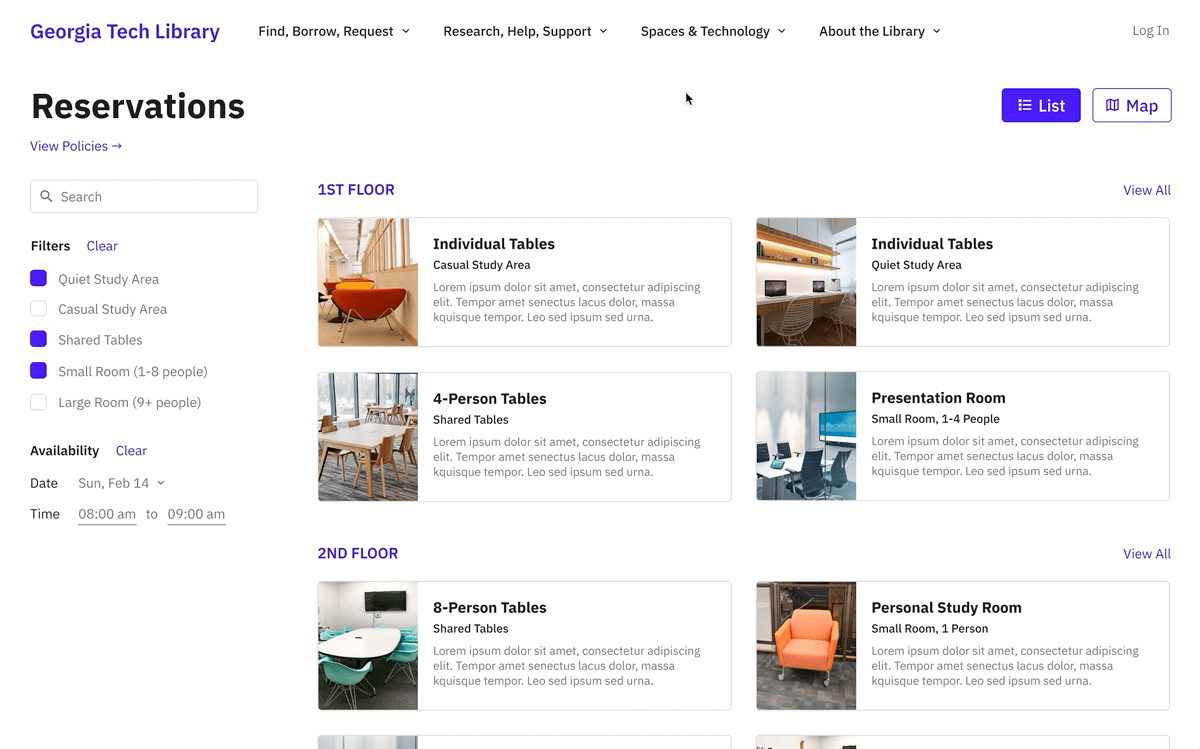 Georgia Tech Library
Find, Borrow, Request
Research, Help, Support
Spaces & Technology
About the Library
Log In
Reservations
List
Map
View Policies →
Search
Filters
Clear
Quiet Study Area
Casual Study Area
Shared Tables
Small Room (1-8 people)
Large Room (9+ people)
Availability
Clear
Date
Sun, Feb 14
Time
08:00 am to 09:00 am
1ST FLOOR
View All
Individual Tables
Casual Study Area
Lorem ipsum dolor sit amet, consectetur adipiscing
elit. Tempor amet senectus lacus dolor, massa
kquisque tempor. Leo sed ipsum sed urna.
Individual Tables
Quiet Study Area
Lorem ipsum dolor sit amet, consectetur adipiscing
elit. Tempor amet senectus lacus dolor, massa
kquisque tempor. Leo sed ipsum sed urna.
4-Person Tables
Shared Tables
Lorem ipsum dolor sit amet, consectetur adipiscing
elit. Tempor amet senectus lacus dolor, massa
kquisque tempor. Leo sed ipsum sed urna.
Presentation Room
Small Room, 1-4 People
Lorem ipsum dolor sit amet, consectetur adipiscing
elit. Tempor amet senectus lacus dolor, massa
kquisque tempor. Leo sed ipsum sed urna.
2ND FLOOR
View All
8-Person Tables
Shared Tables
Lorem ipsum dolor sit amet, consectetur adipiscing
elit. Tempor amet senectus lacus dolor, massa
kquisque tempor. Leo sed ipsum sed urna.
Personal Study Room
Small Room, 1 Person
Lorem ipsum dolor sit amet, consectetur adipiscing
elit. Tempor amet senectus lacus dolor, massa
kquisque tempor. Leo sed ipsum sed urna.